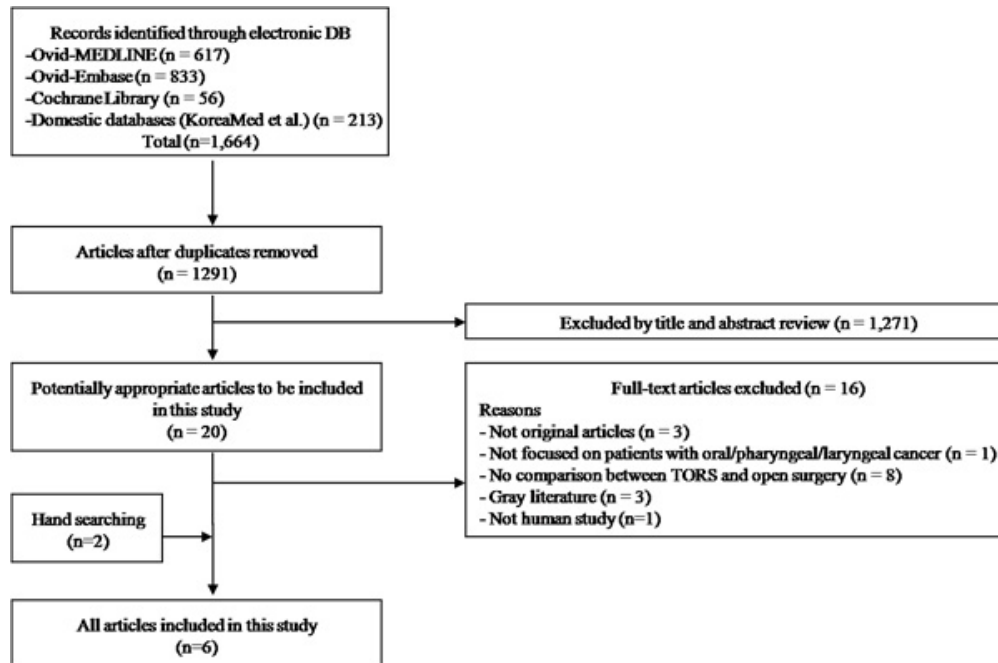 Records identified through electronic DB
-Ovid-MEDLINE (n = 617)
-Ovid-Embase (n = 833)
-Cochrane Library (n = 56)
-Domestic databases (KoreaMed et al.) (n = 213)
Total (n=1,664)
Articles after duplicates removed
(n = 1291)
Excluded by title and abstract review (n = 1,271)
Potentially appropriate articles to be included
in this study
(n = 20)
Full-text articles excluded (n = 16)
Reasons
- Not original articles (n = 3)
- Not focused on patients with oral/pharyngeal/laryngeal cancer (n = 1)
- No comparison between TORS and open surgery (n = 8)
- Gray literature (n = 3)
- Not human study (n=1)
Hand searching
(n=2)
All articles included in this study
(n=6)